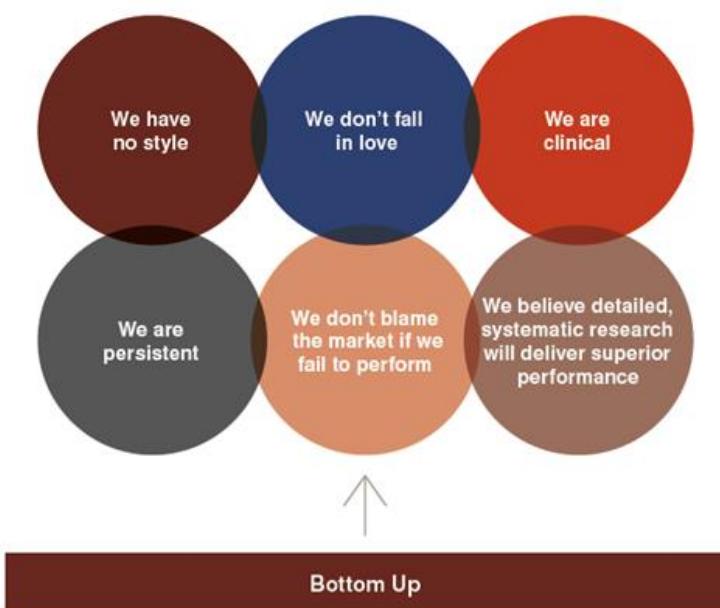 We have
no style
We don’t fall
in love
We are
clinical
We are
persistent
We don’t blame
the market if we
fail to perform
We believe detailed,
systematic research
will deliver superior
performance
Bottom Up